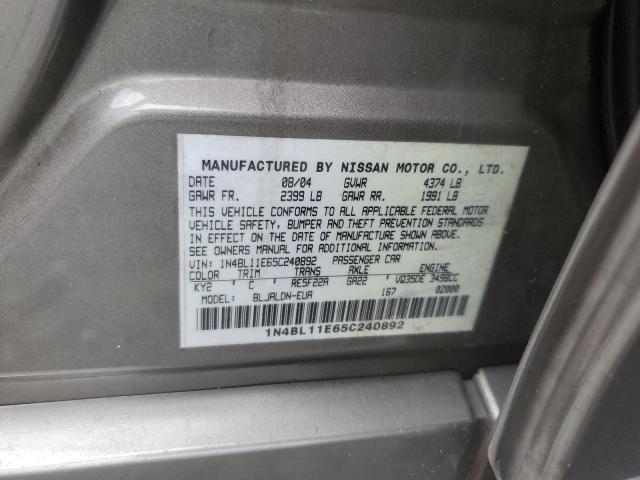 MANUFACTURED BY NISSAN MOTOR CO., LTD.
DATE 08/04 GVWR 4374 LB
GAWR FR. 2399 LB GAWR RR. 1991 LB
THIS VEHICLE CONFORMS TO ALL APPLICABLE FEDERAL MOTOR
VEHICLE SAFETY, BUMPER AND THEFT PREVENTION STANDARDS
IN EFFECT ON THE DATE OF MANUFACTURE SHOWN ABOVE.
SEE OWNERS MANUAL FOR ADDITIONAL INFORMATION.
VIN: 1N4BL11E65C240892 PASSENGER CAR
COLOR TRIM TRANS AXLE ENGINE
KY2 C RE5F22A GA22 VQ35DE 3498CC
MODEL: BLJALDN-EUA 167 02000
1N4BL11E65C240892